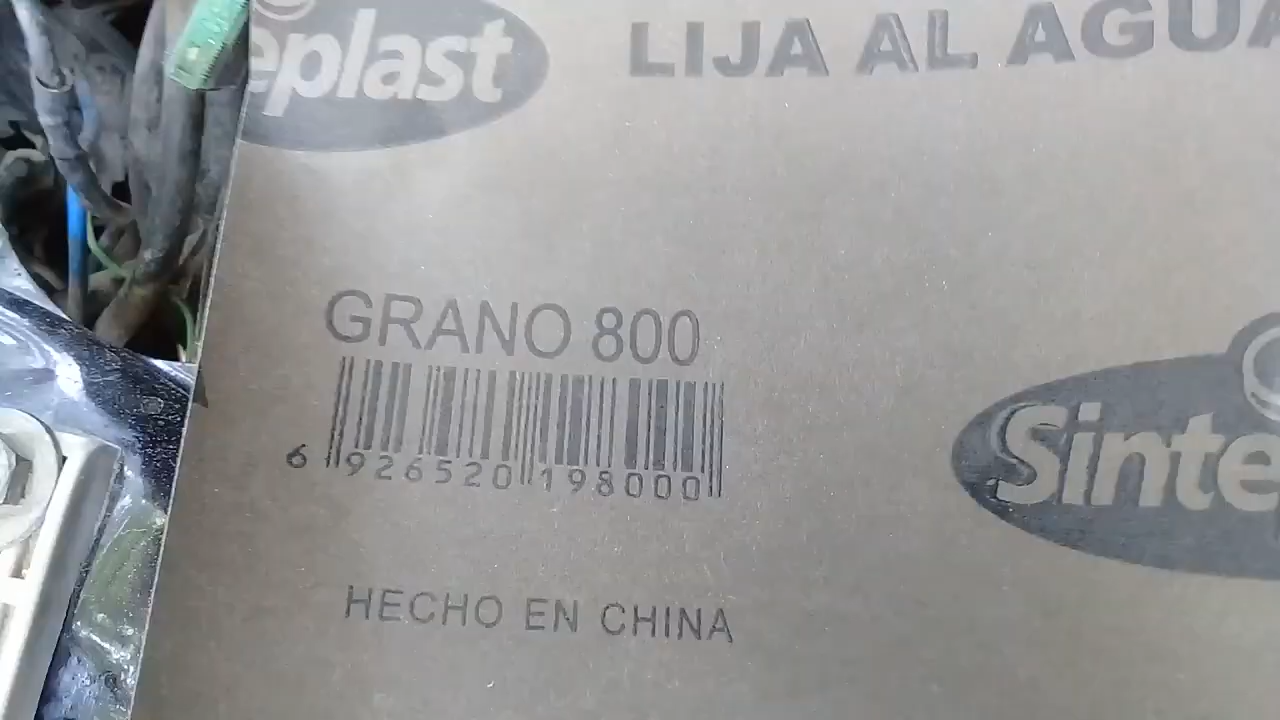 eplast
LIJA AL AGUA
GRANO 800
6 926520 198000
Sinte
HECHO EN CHINA